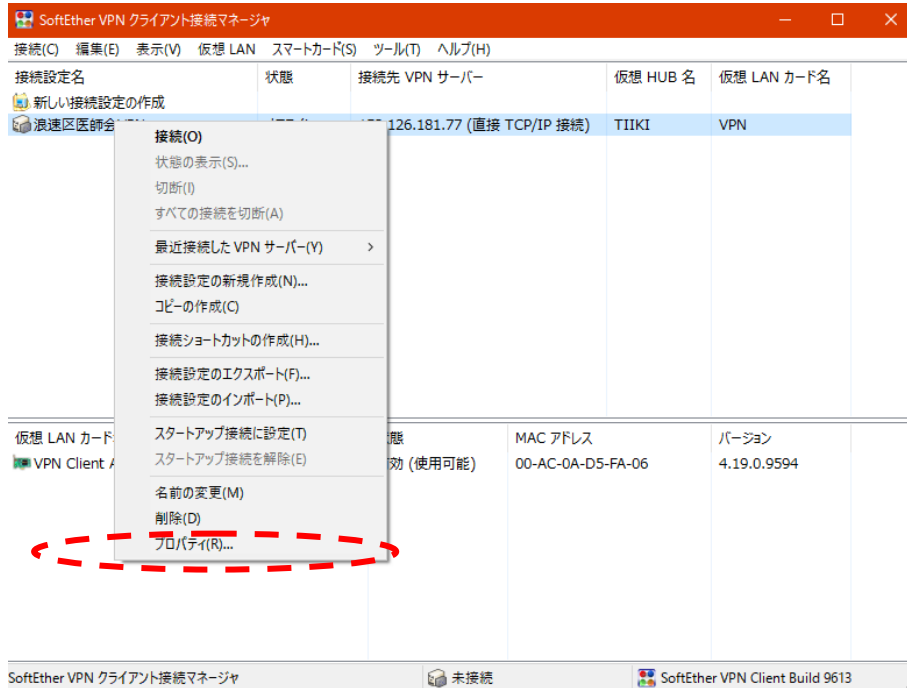 SoftEther VPN クライアント接続マネージャ
接続(C) 編集(E) 表示(V) 仮想 LAN スマートカード(S) ツール(T) ヘルプ(H)
接続設定名 状態 接続先 VPN サーバー 仮想 HUB 名 仮想 LAN カード名
新しい接続設定の作成
浪速区医師会 126.181.77 (直接 TCP/IP 接続) TIIKI VPN
接続(O)
状態の表示(S)...
切断(I)
すべての接続を切断(A)
最近接続した VPN サーバー(Y) >
接続設定の新規作成(N)...
コピーの作成(C)
接続ショートカットの作成(H)...
接続設定のエクスポート(F)...
接続設定のインポート(P)...
スタートアップ接続に設定(T)
スタートアップ接続を解除(E)
名前の変更(M)
削除(D)
プロパティ(R)...
仮想 LAN カード 態 MAC アドレス バージョン
VPN Client 効 (使用可能) 00-AC-0A-D5-FA-06 4.19.0.9594
SoftEther VPN クライアント接続マネージャ 未接続 SoftEther VPN Client Build 9613